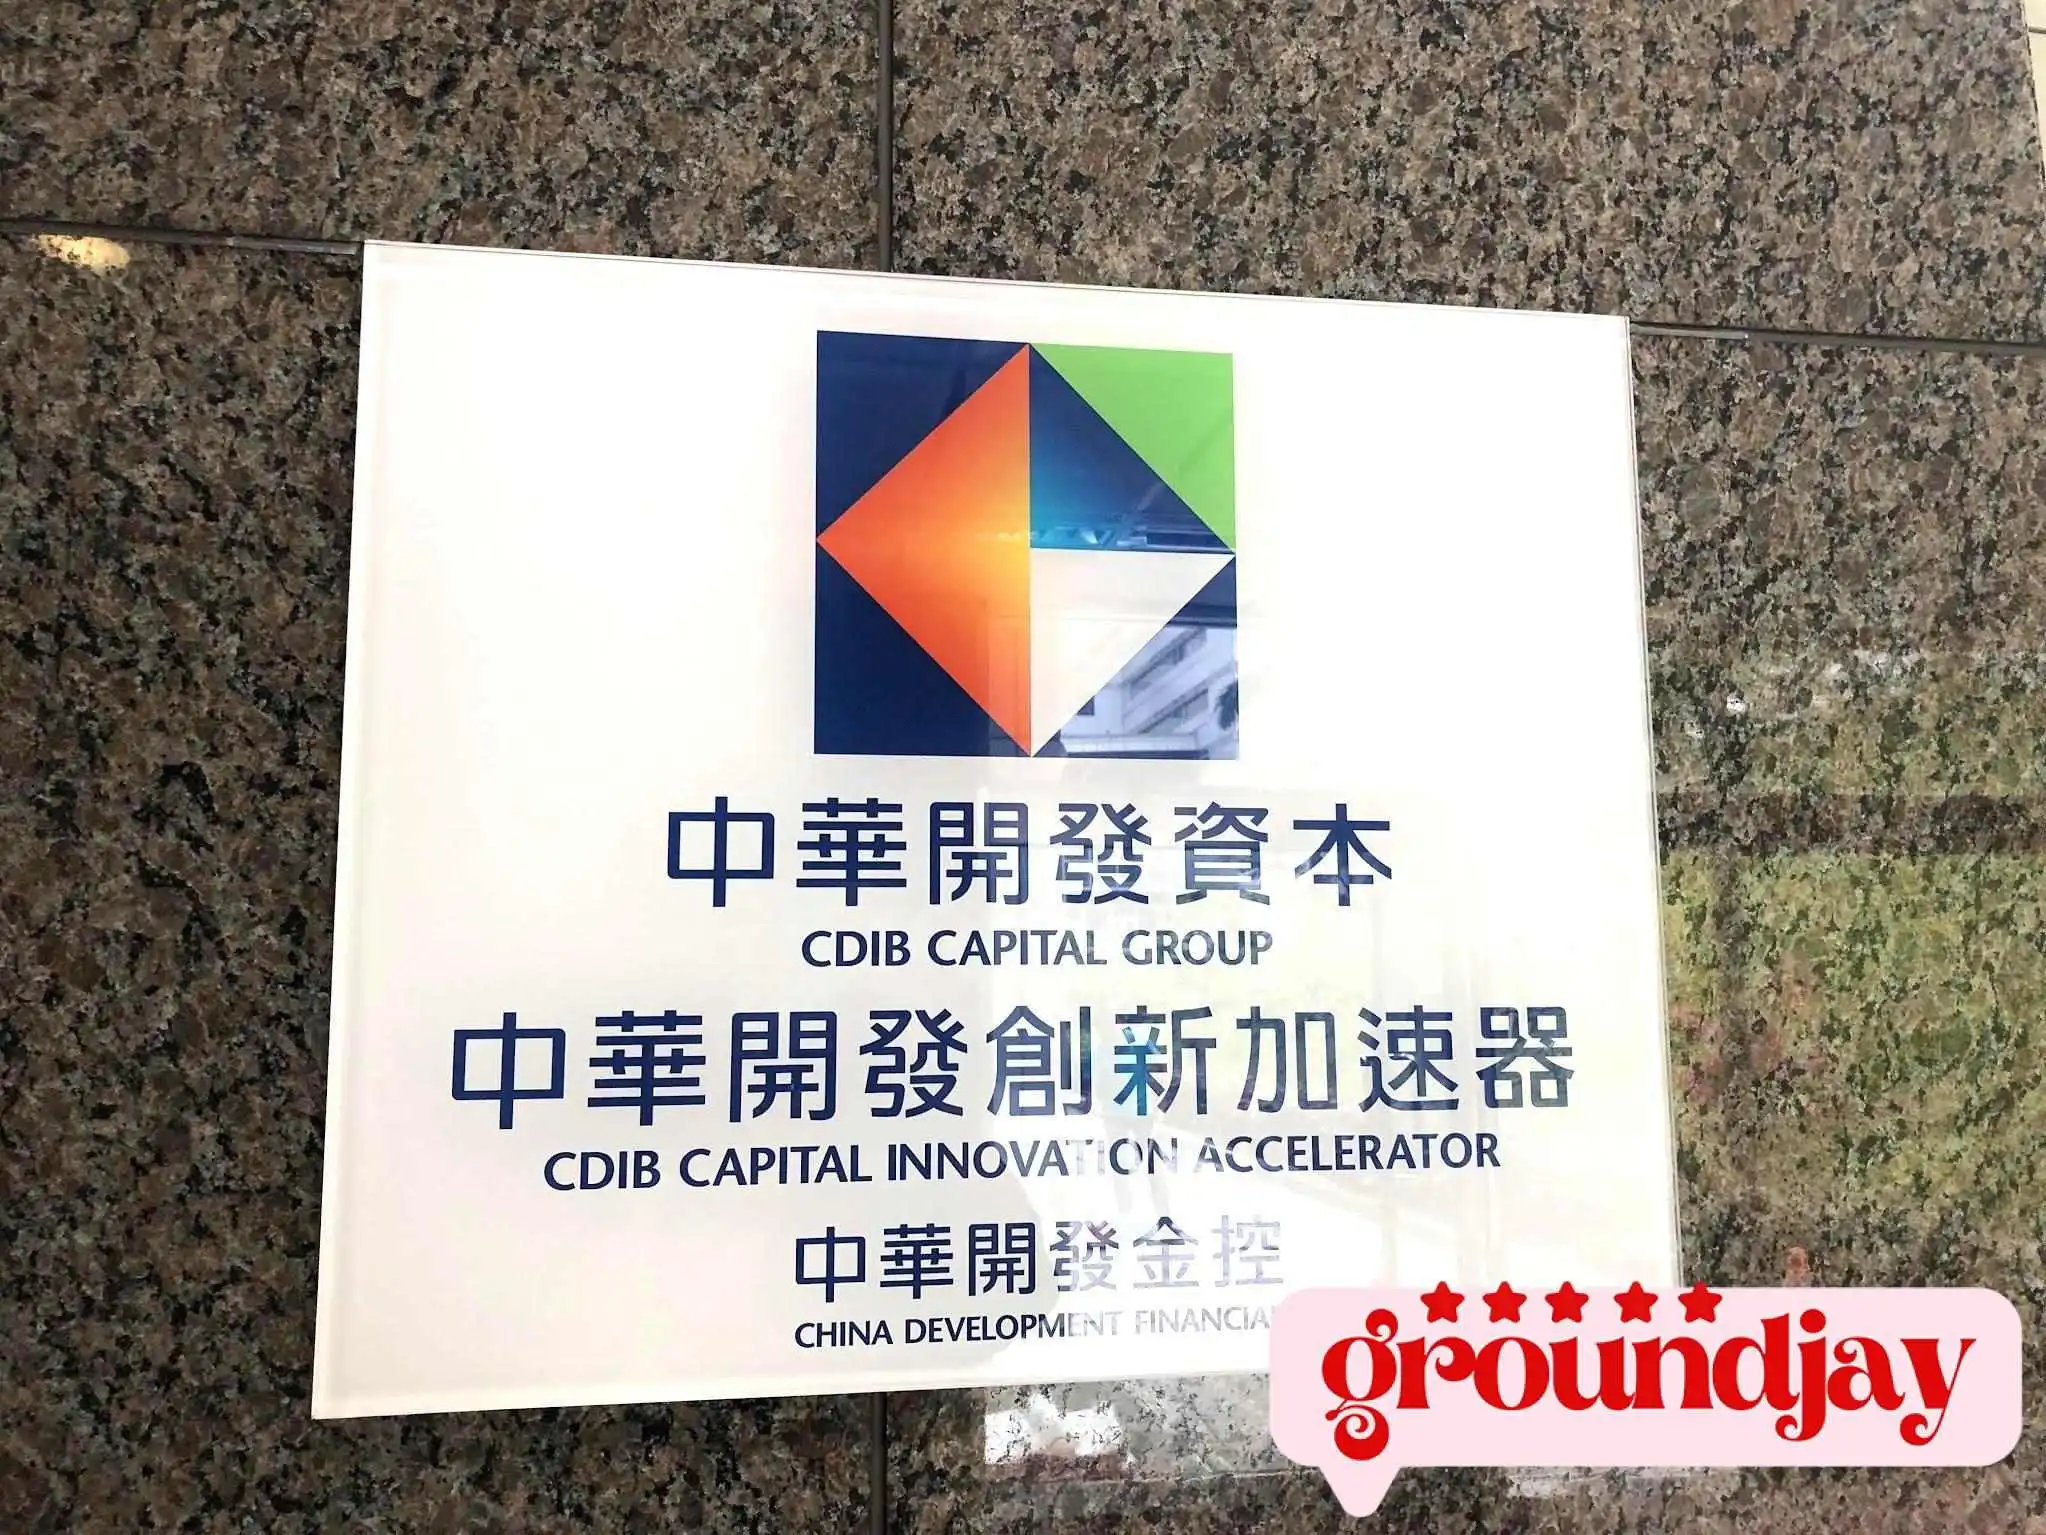 中華開發資本
CDIB CAPITAL GROUP
中華開發創新加速器
CDIB CAPITAL INNOVATION ACCELERATOR
中華開發金控
CHINA DEVELOPMENT FINANCIA
groundjay